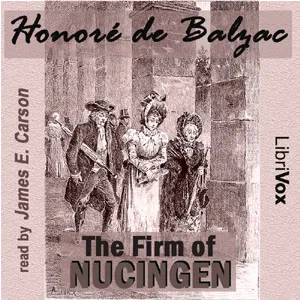 Honoré de Balzac
read by James E. Carson
LibriVox
The Firm of
NUCINGEN